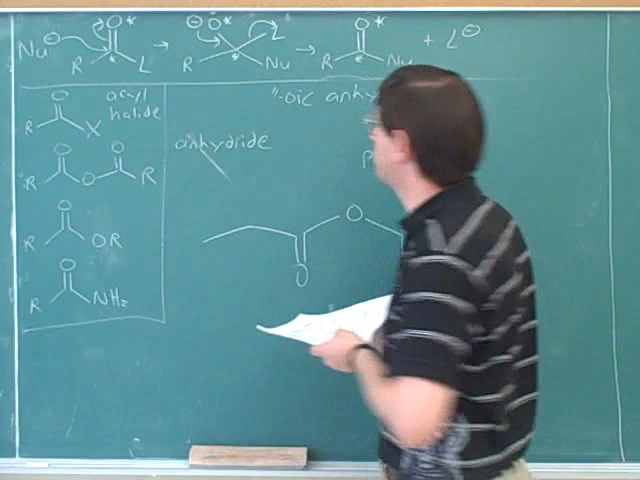 Nu⊖ O* R * L → ⊖O O* L R * Nu → O* R * Nu + L⊖
O acyl
R X halide
"-oic anhy
anhydride
O O
R O R
P
O
R OR
O
O
O
R NH₂